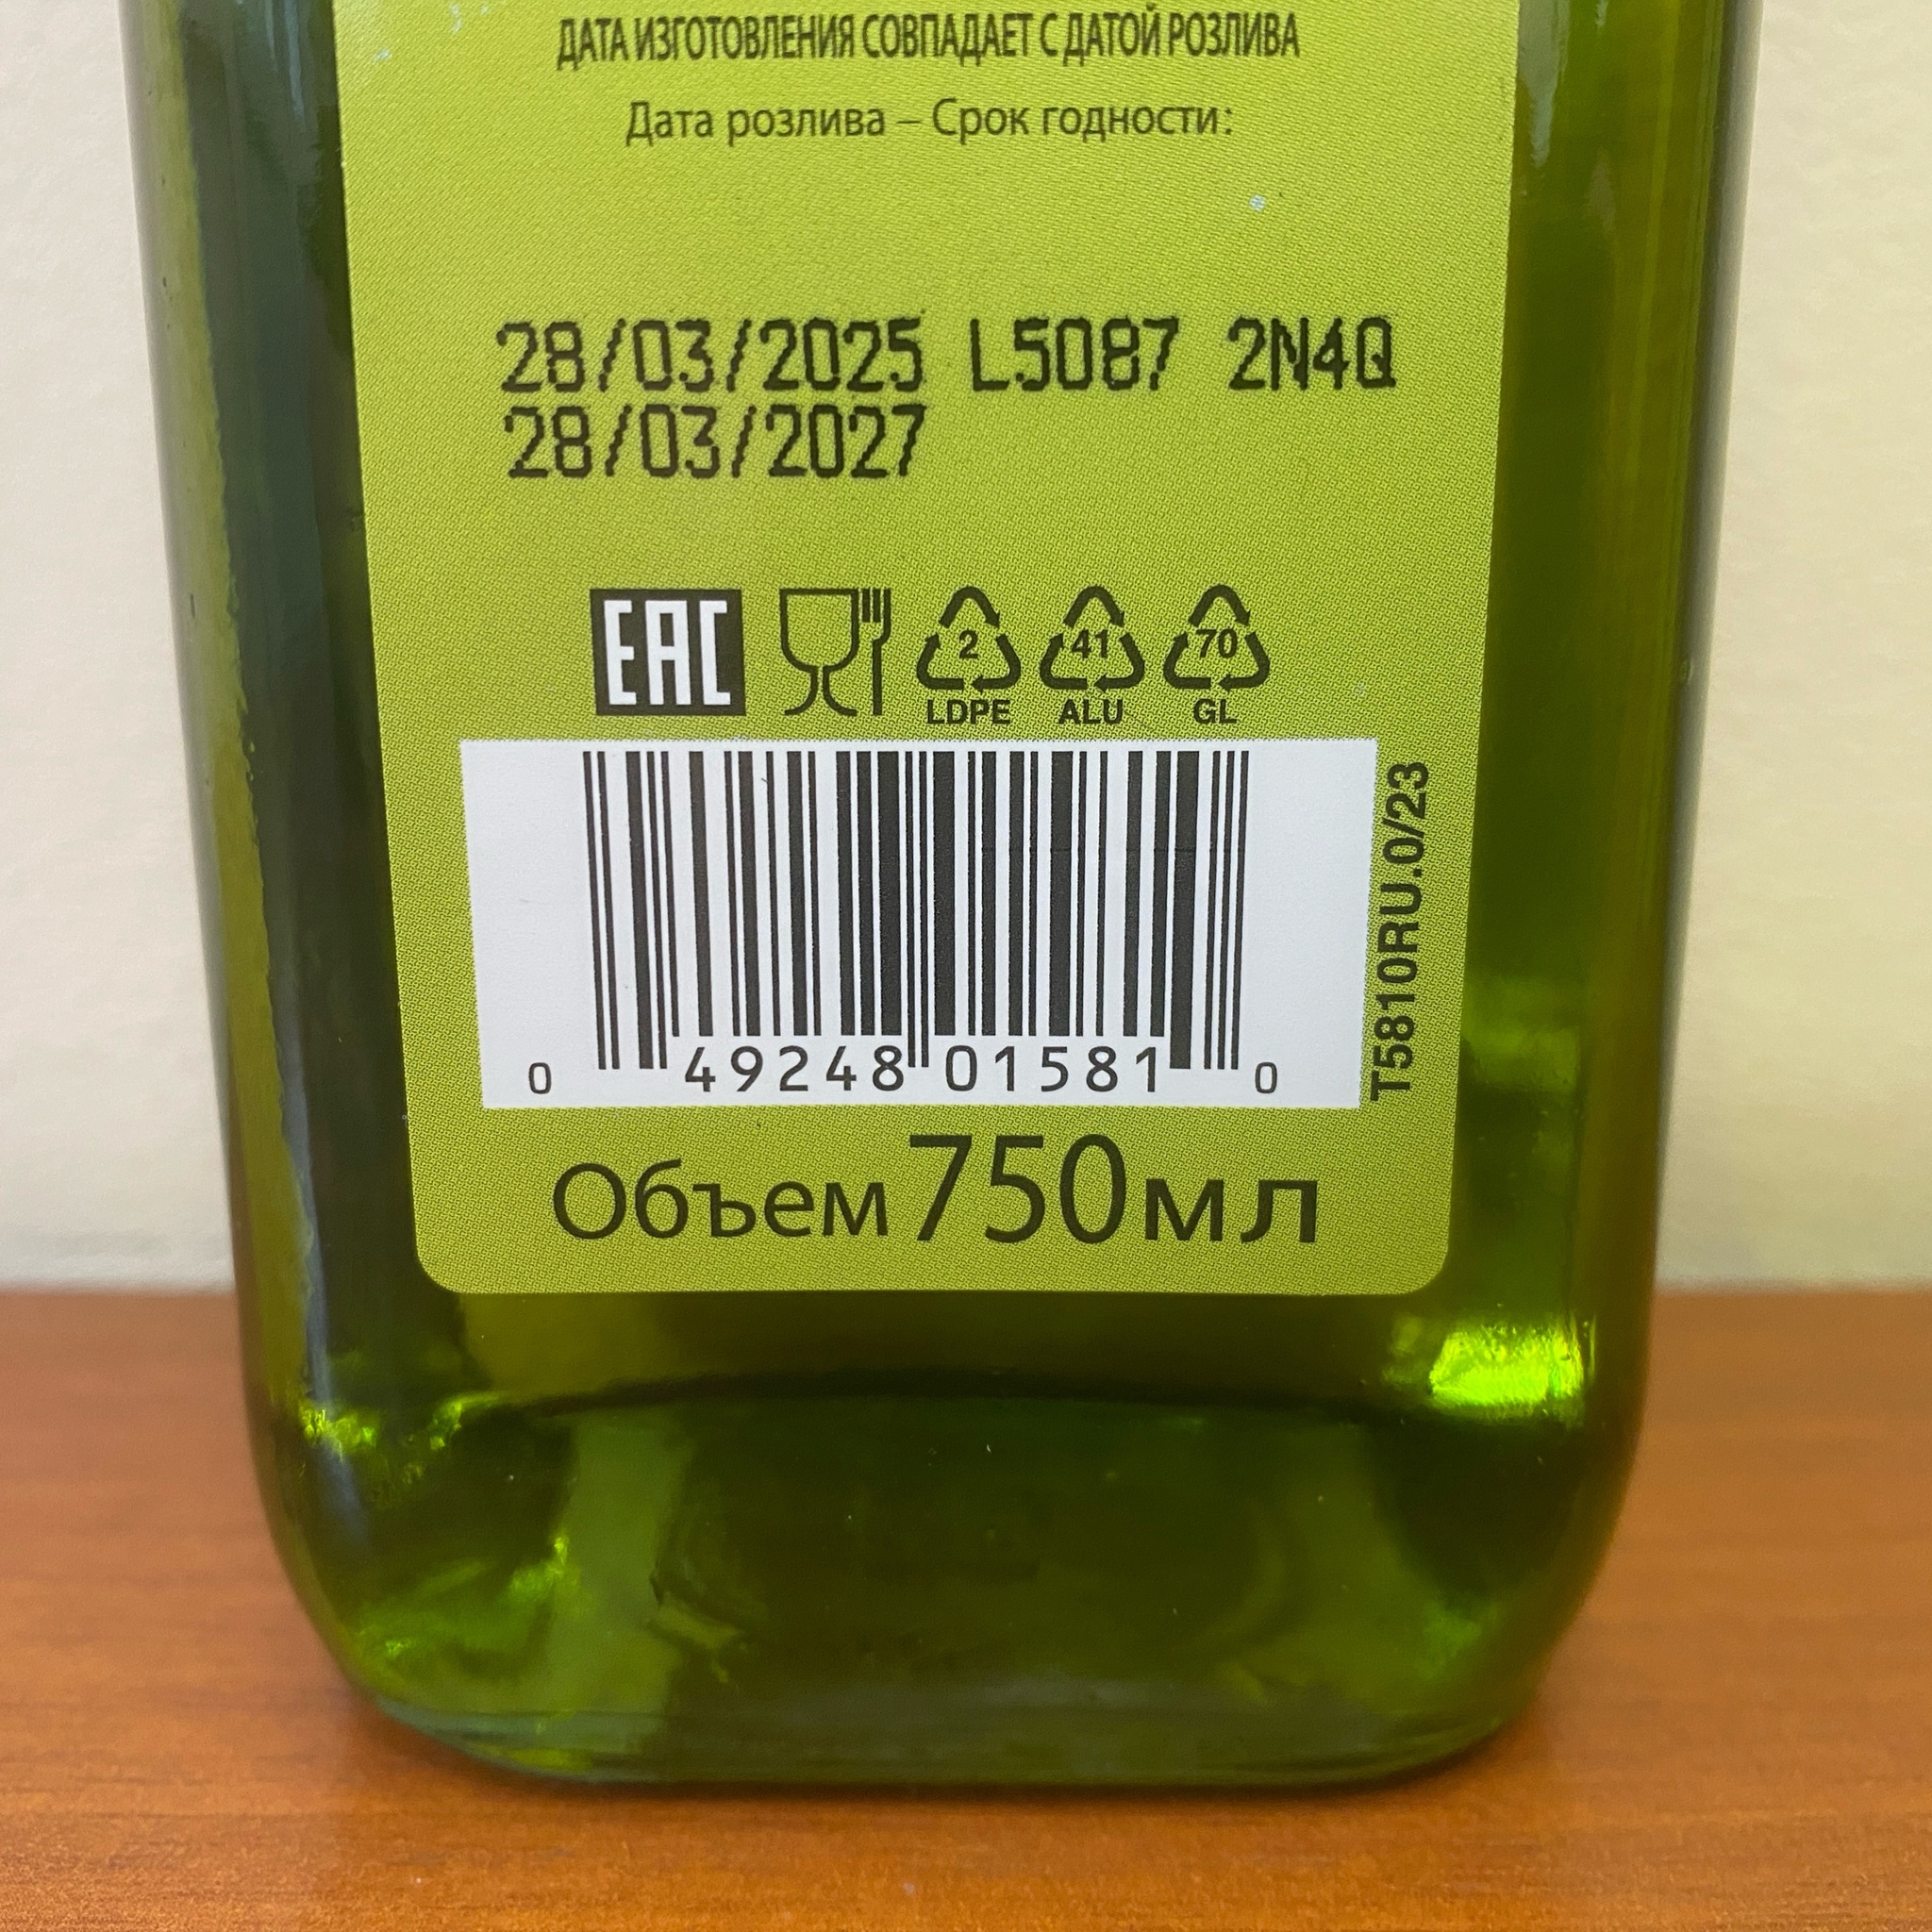 ДАТА ИЗГОТОВЛЕНИЯ СОВПАДАЕТ С ДАТОЙ РОЗЛИВА
Дата розлива – Срок годности:
28/03/2025 L5087 2N4Q
28/03/2027
EAC
2 41 70
LDPE ALU GL
0 49248 01581 0
T5810RU.0/23
Объем 750мл